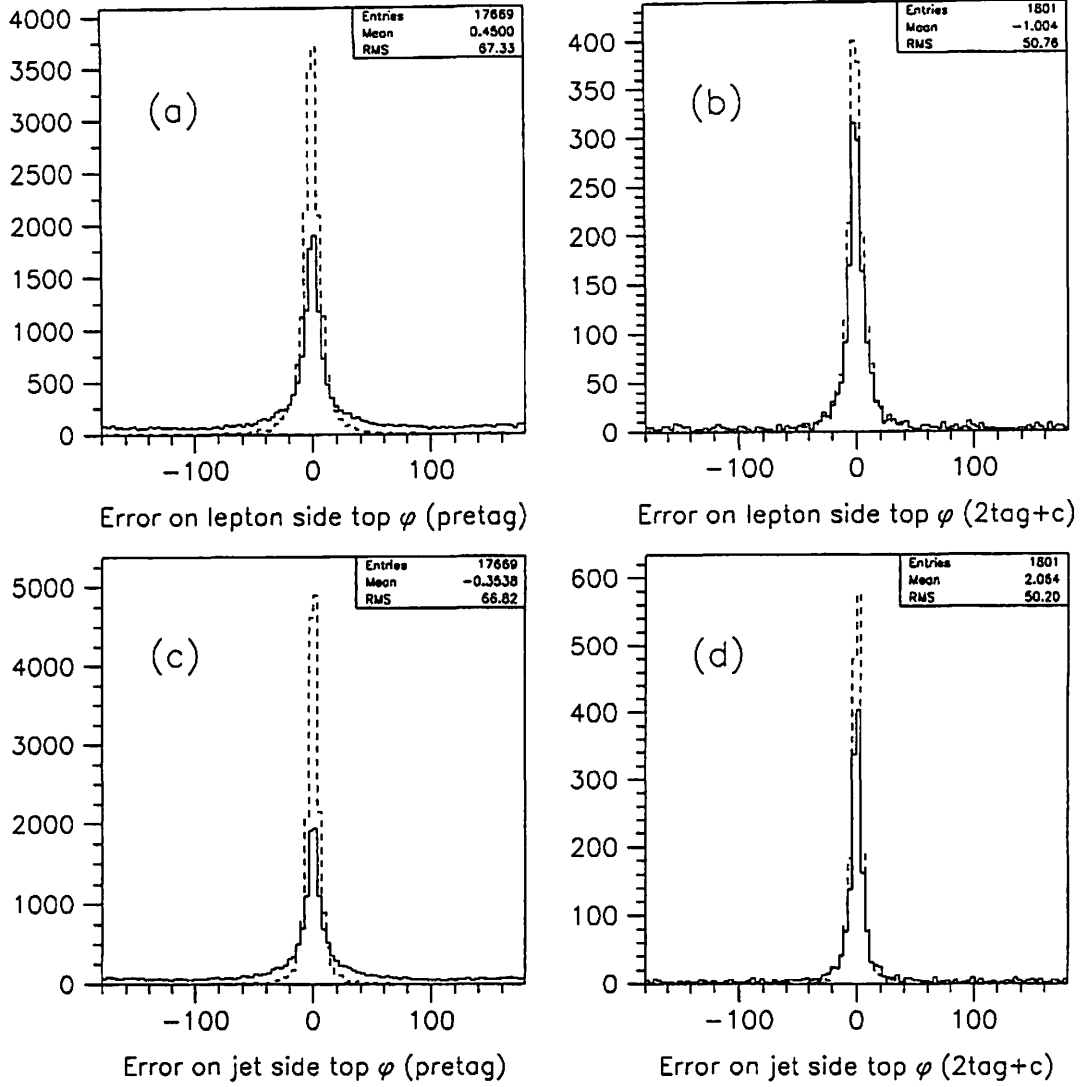 Entries 17669
Mean 0.4500
RMS 67.33
(a)
4000
3500
3000
2500
2000
1500
1000
500
0
-100 0 100
Error on lepton side top φ (pretag)
Entries 1801
Mean -1.004
RMS 50.76
(b)
400
350
300
250
200
150
100
50
0
-100 0 100
Error on lepton side top φ (2tag+c)
Entries 17669
Mean -0.3538
RMS 66.82
(c)
5000
4000
3000
2000
1000
0
-100 0 100
Error on jet side top φ (pretag)
Entries 1801
Mean 2.064
RMS 50.20
(d)
600
500
400
300
200
100
0
-100 0 100
Error on jet side top φ (2tag+c)